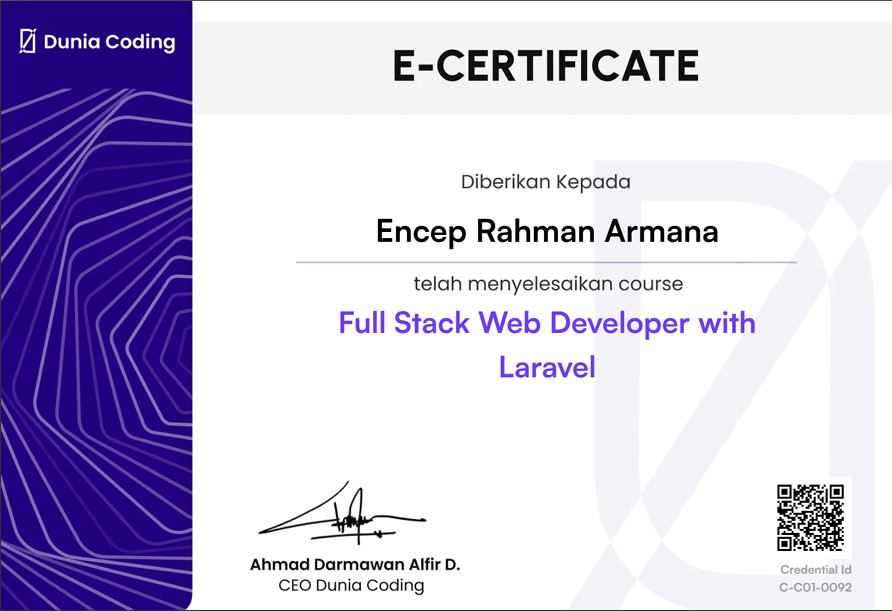 Dunia Coding
E-CERTIFICATE
Diberikan Kepada
Encep Rahman Armana
telah menyelesaikan course
Full Stack Web Developer with
Laravel
Ahmad Darmawan Alfir D.
CEO Dunia Coding
Credential Id
C-C01-0092